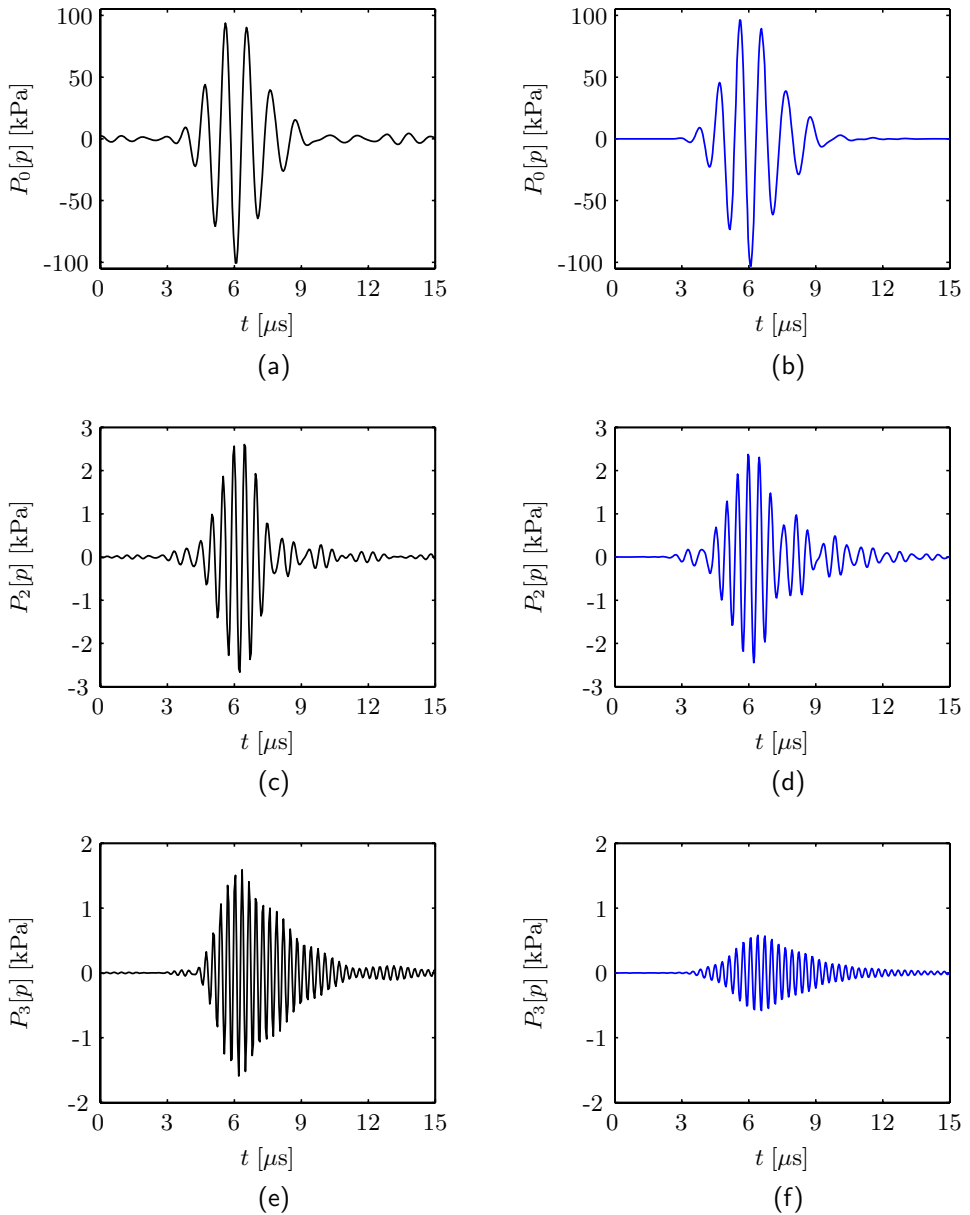 100
50
0
-50
-100
P₀[p] [kPa]
0 3 6 9 12 15
t [μs]
(a)
100
50
0
-50
-100
P₀[p] [kPa]
0 3 6 9 12 15
t [μs]
(b)
3
2
1
0
-1
-2
-3
P₂[p] [kPa]
0 3 6 9 12 15
t [μs]
(c)
3
2
1
0
-1
-2
-3
P₂[p] [kPa]
0 3 6 9 12 15
t [μs]
(d)
2
1
0
-1
-2
P₃[p] [kPa]
0 3 6 9 12 15
t [μs]
(e)
2
1
0
-1
-2
P₃[p] [kPa]
0 3 6 9 12 15
t [μs]
(f)